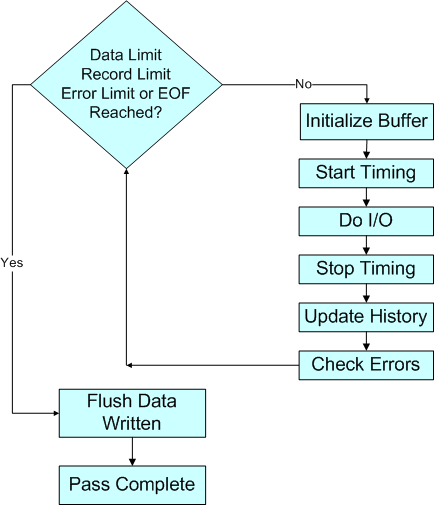 Data Limit
Record Limit
Error Limit or EOF
Reached?
No
Initialize Buffer
Start Timing
Do I/O
Stop Timing
Update History
Check Errors
Yes
Flush Data
Written
Pass Complete